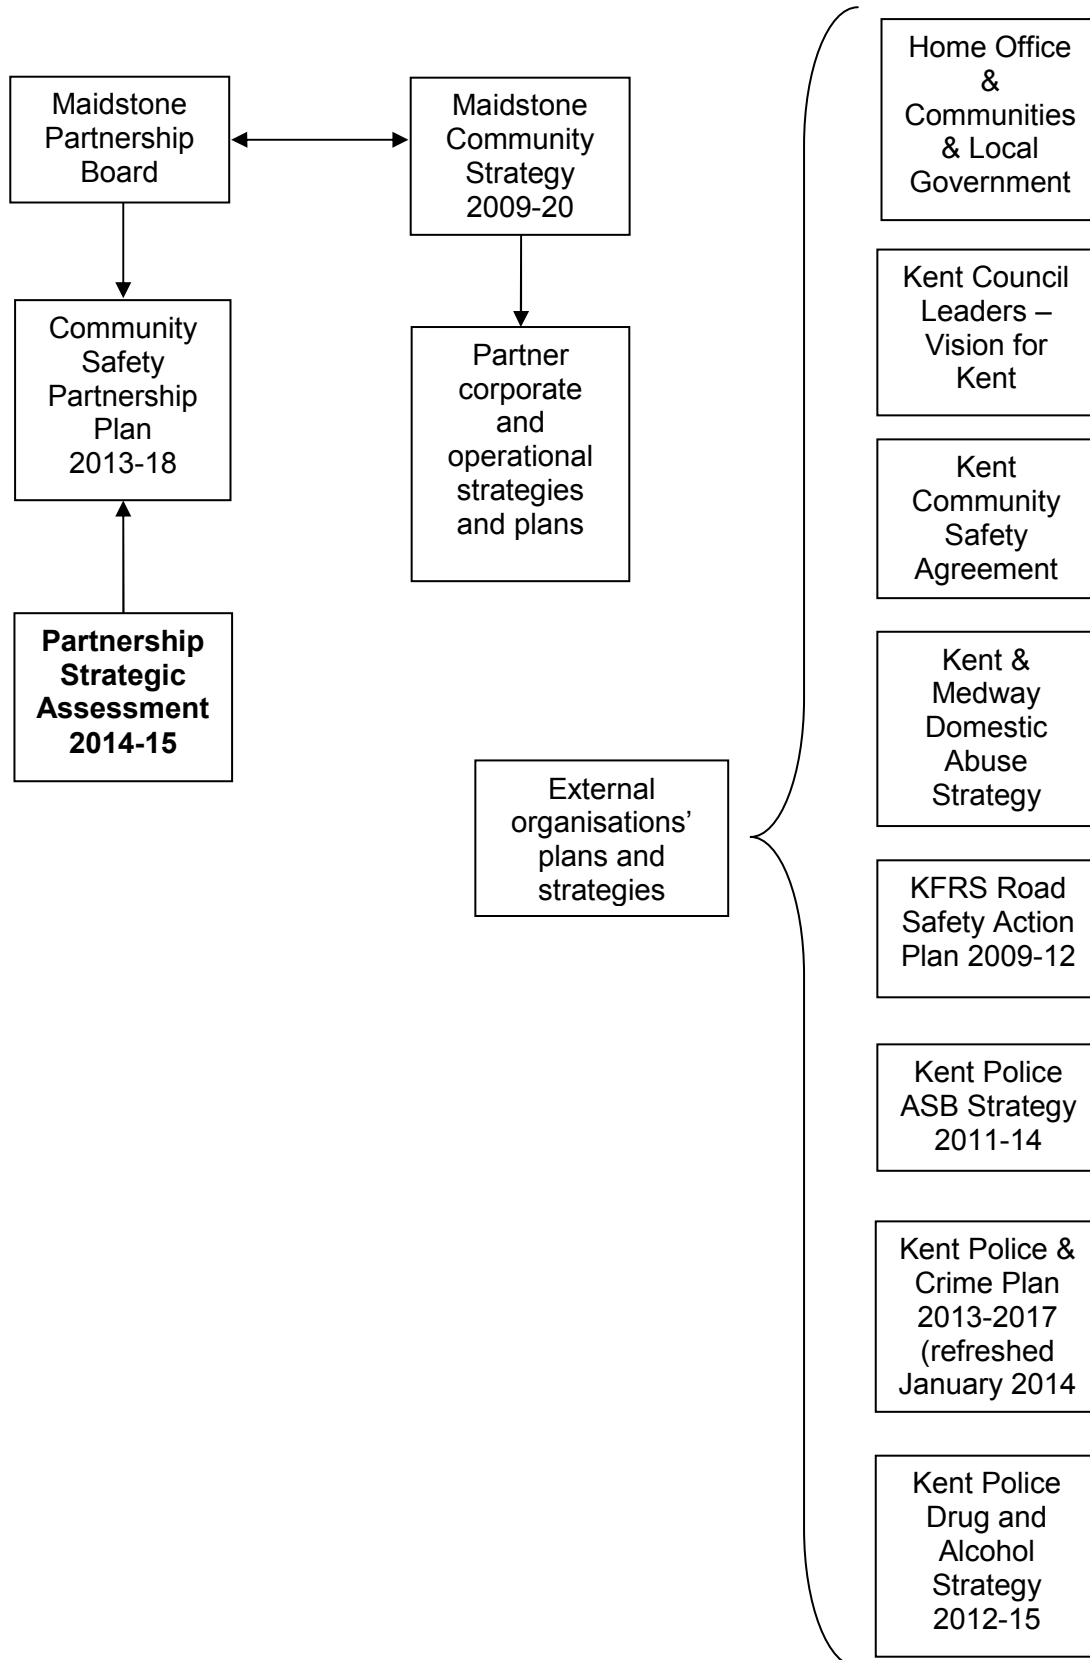 Maidstone
Partnership
Board
Maidstone
Community
Strategy
2009-20
Community
Safety
Partnership
Plan
2013-18
Partner
corporate
and
operational
strategies
and plans
Partnership
Strategic
Assessment
2014-15
External
organisations’
plans and
strategies
Home Office
&
Communities
& Local
Government
Kent Council
Leaders –
Vision for
Kent
Kent
Community
Safety
Agreement
Kent &
Medway
Domestic
Abuse
Strategy
KFRS Road
Safety Action
Plan 2009-12
Kent Police
ASB Strategy
2011-14
Kent Police &
Crime Plan
2013-2017
(refreshed
January 2014
Kent Police
Drug and
Alcohol
Strategy
2012-15